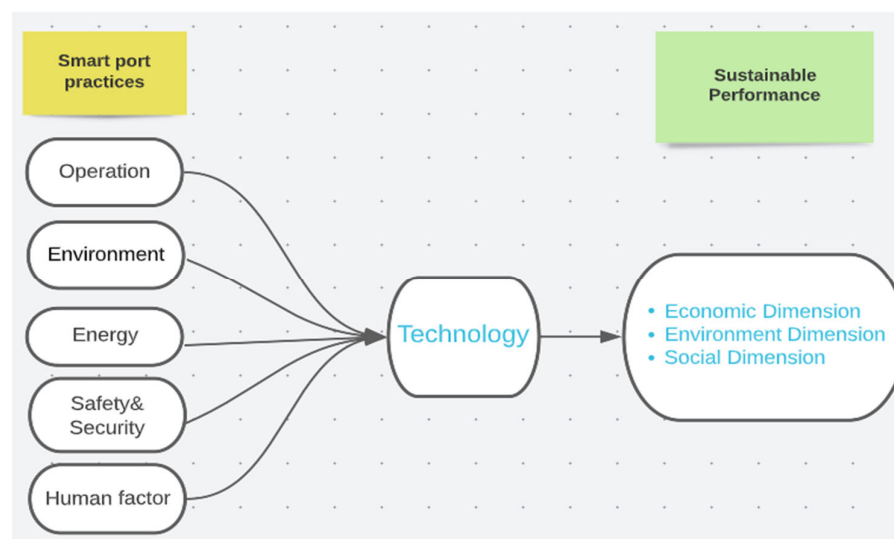 Smart port
practices
Sustainable
Performance
Operation
Environment
Energy
Safety&
Security
Human factor
Technology
• Economic Dimension
• Environment Dimension
• Social Dimension